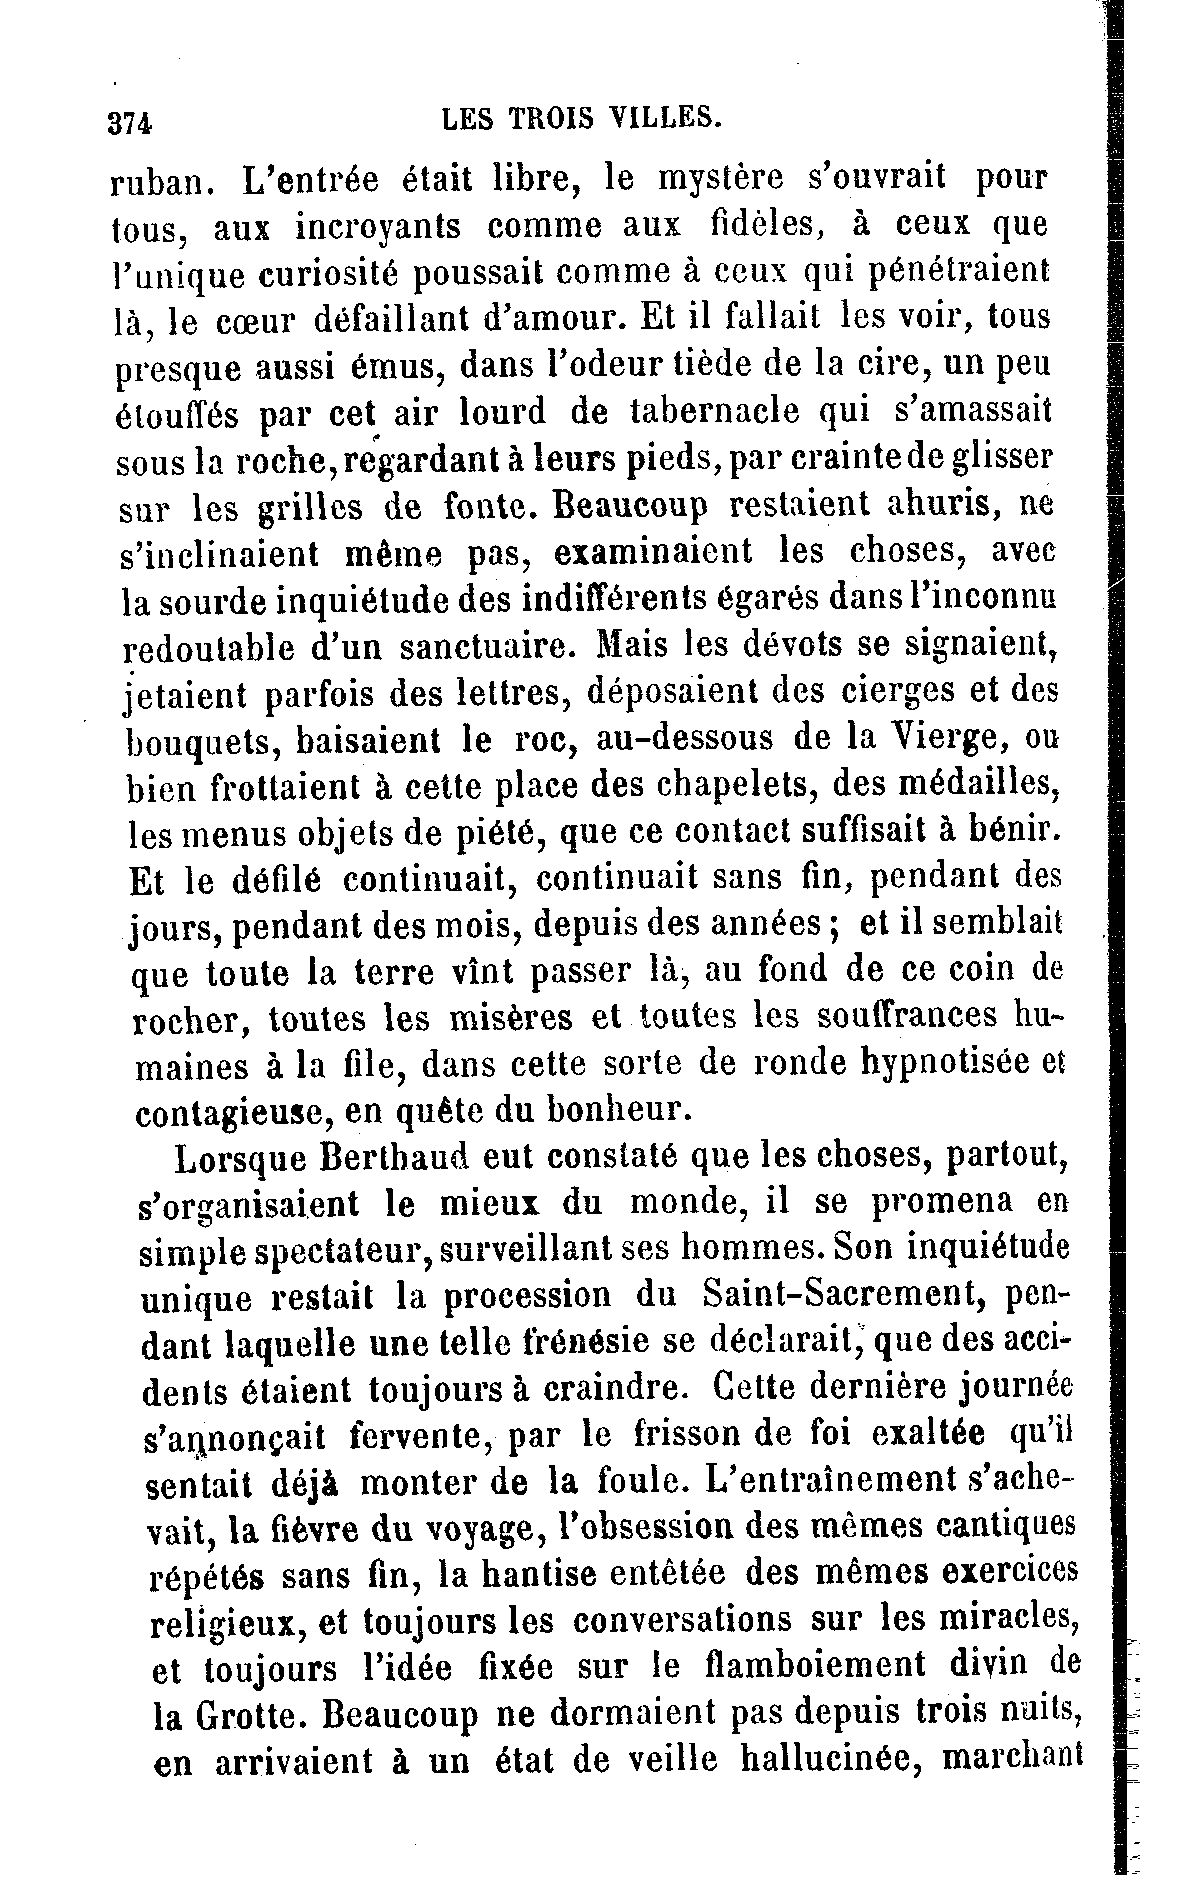 374 LES TROIS VILLES.
ruban. L'entrée était libre, le mystère s'ouvrait pour
tous, aux incroyants comme aux fidèles, à ceux que
l'unique curiosité poussait comme à ceux qui pénétraient
là, le cœur défaillant d'amour. Et il fallait les voir, tous
presque aussi émus, dans l'odeur tiède de la cire, un peu
étouffés par cet air lourd de tabernacle qui s'amassait
sous la roche, regardant à leurs pieds, par crainte de glisser
sur les grilles de fonte. Beaucoup restaient ahuris, ne
s'inclinaient même pas, examinaient les choses, avec
la sourde inquiétude des indifférents égarés dans l'inconnu
redoutable d'un sanctuaire. Mais les dévots se signaient,
jetaient parfois des lettres, déposaient des cierges et des
bouquets, baisaient le roc, au-dessous de la Vierge, ou
bien frottaient à cette place des chapelets, des médailles,
les menus objets de piété, que ce contact suffisait à bénir.
Et le défilé continuait, continuait sans fin, pendant des
jours, pendant des mois, depuis des années ; et il semblait
que toute la terre vînt passer là, au fond de ce coin de
rocher, toutes les misères et toutes les souffrances hu-
maines à la file, dans cette sorte de ronde hypnotisée et
contagieuse, en quête du bonheur.
Lorsque Berthaud eut constaté que les choses, partout,
s'organisaient le mieux du monde, il se promena en
simple spectateur, surveillant ses hommes. Son inquiétude
unique restait la procession du Saint-Sacrement, pen-
dant laquelle une telle frénésie se déclarait, que des acci-
dents étaient toujours à craindre. Cette dernière journée
s'annonçait fervente, par le frisson de foi exaltée qu'il
sentait déjà monter de la foule. L'entraînement s'ache-
vait, la fièvre du voyage, l'obsession des mêmes cantiques
répétés sans fin, la hantise entêtée des mêmes exercices
religieux, et toujours les conversations sur les miracles,
et toujours l'idée fixée sur le flamboiement divin de
la Grotte. Beaucoup ne dormaient pas depuis trois nuits,
en arrivaient à un état de veille hallucinée, marchant